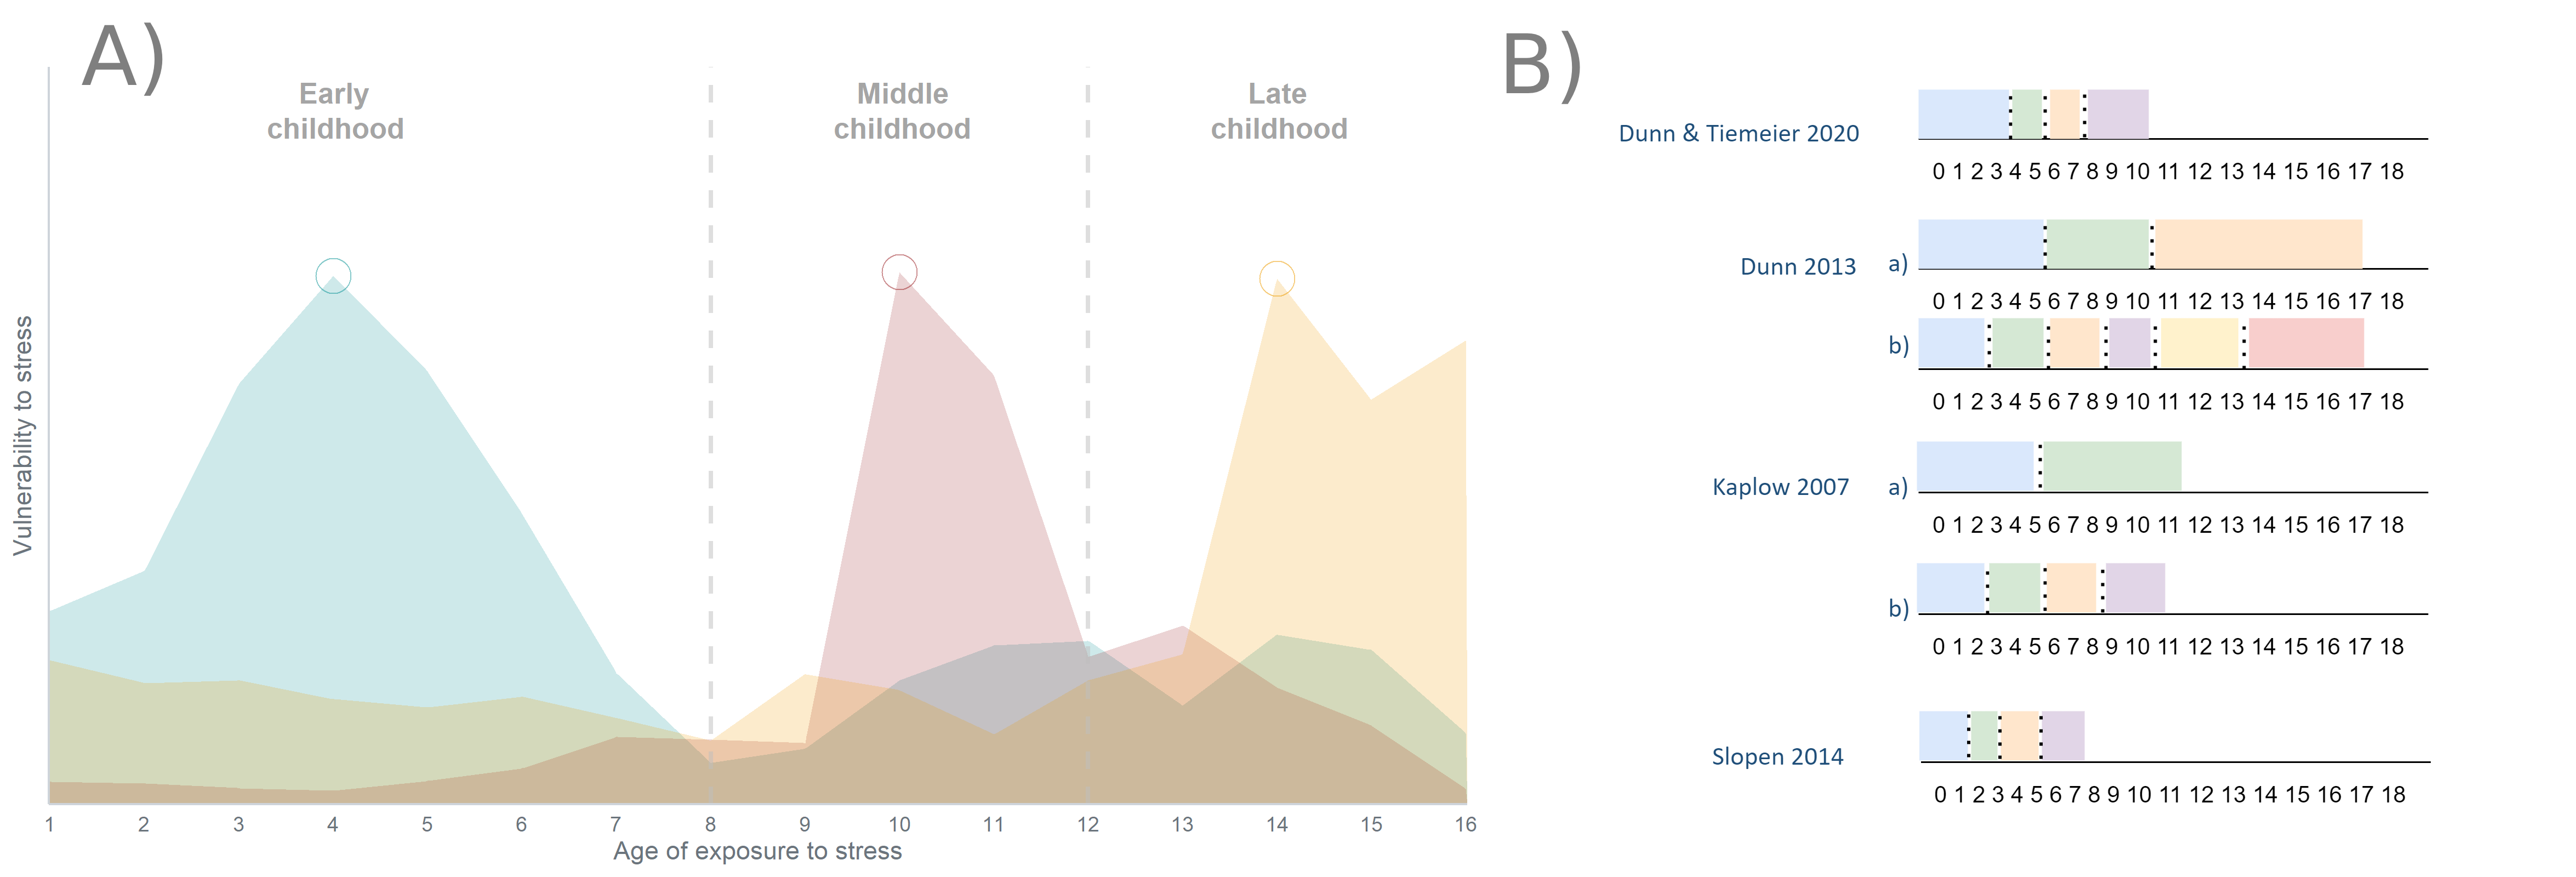 A)
Early
childhood
Middle
childhood
Late
childhood
Vulnerability to stress
1 2 3 4 5 6 7 8 9 10 11 12 13 14 15 16
Age of exposure to stress
B)
Dunn & Tiemeier 2020
0 1 2 3 4 5 6 7 8 9 10 11 12 13 14 15 16 17 18
Dunn 2013 a)
0 1 2 3 4 5 6 7 8 9 10 11 12 13 14 15 16 17 18
b)
0 1 2 3 4 5 6 7 8 9 10 11 12 13 14 15 16 17 18
Kaplow 2007 a)
0 1 2 3 4 5 6 7 8 9 10 11 12 13 14 15 16 17 18
b)
0 1 2 3 4 5 6 7 8 9 10 11 12 13 14 15 16 17 18
Slopen 2014
0 1 2 3 4 5 6 7 8 9 10 11 12 13 14 15 16 17 18